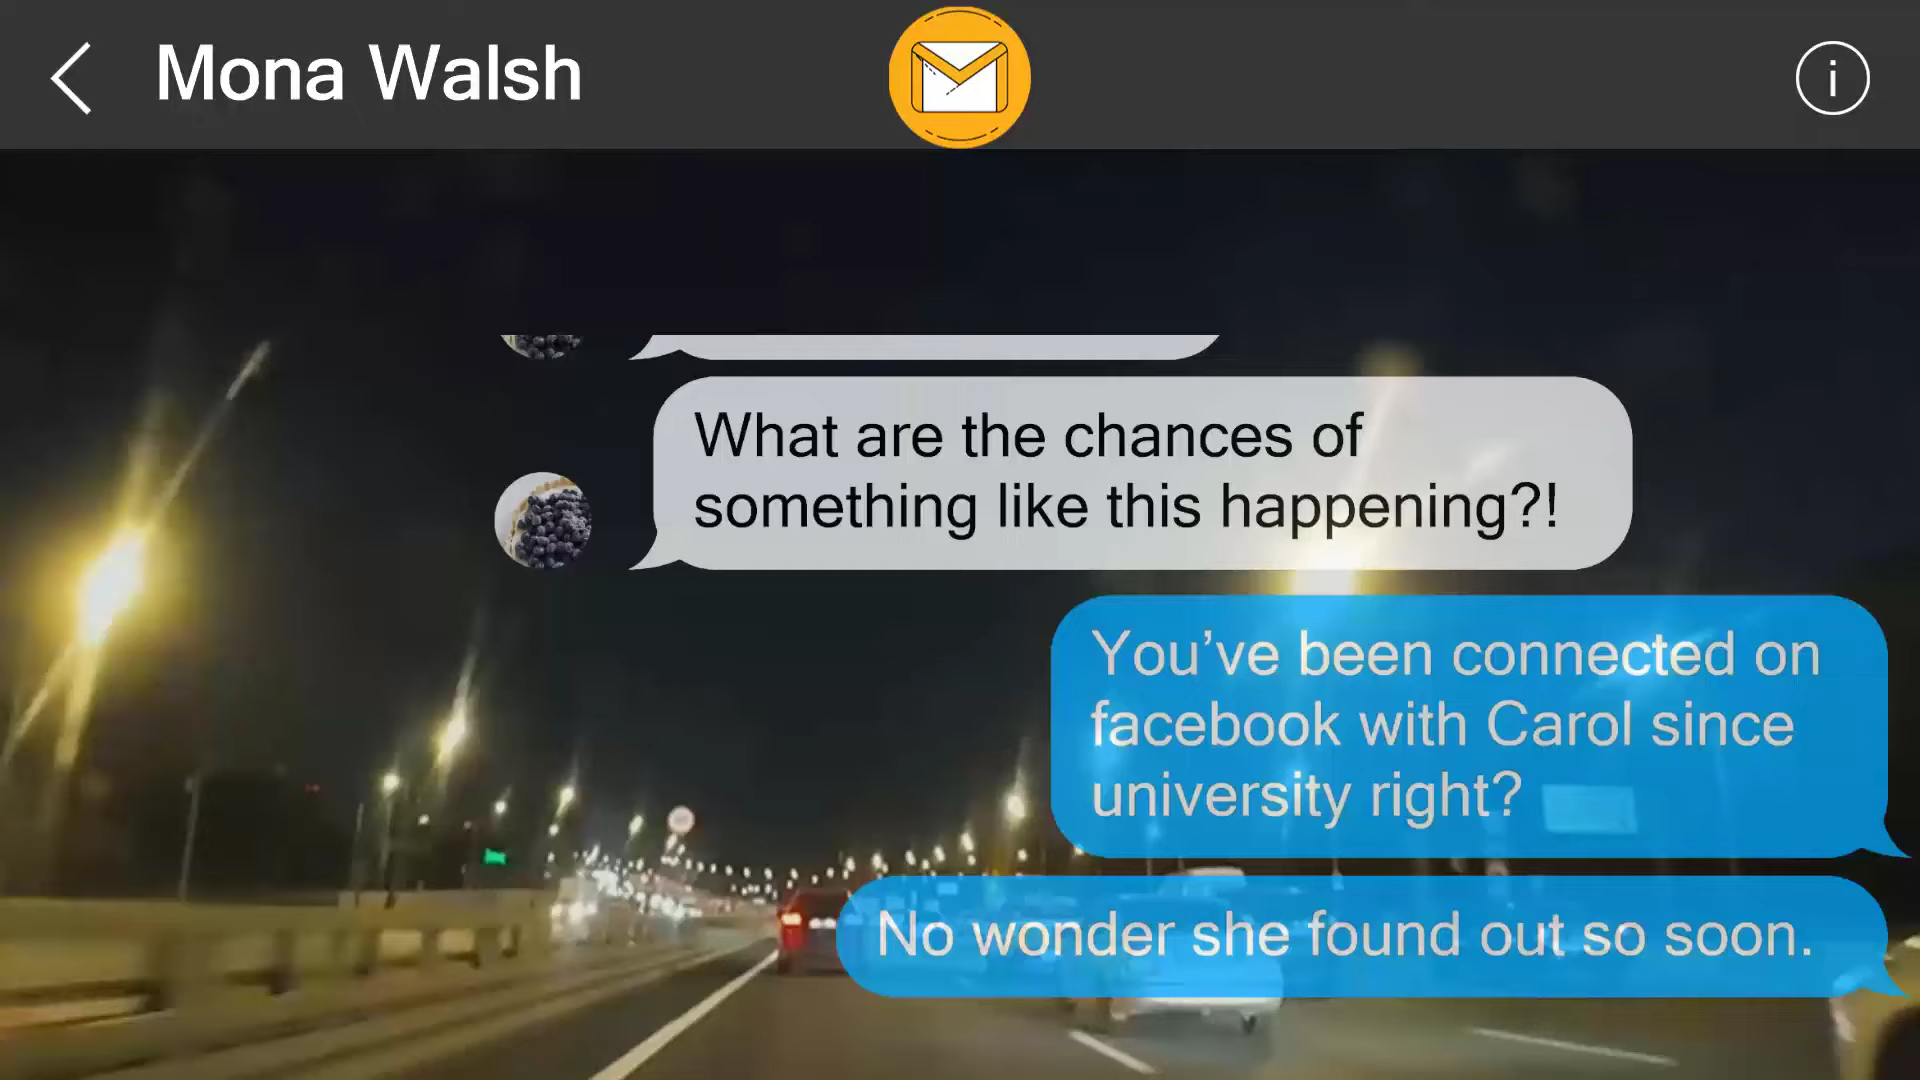 Mona Walsh
What are the chances of
something like this happening?!
You’ve been connected on
facebook with Carol since
university right?
No wonder she found out so soon.